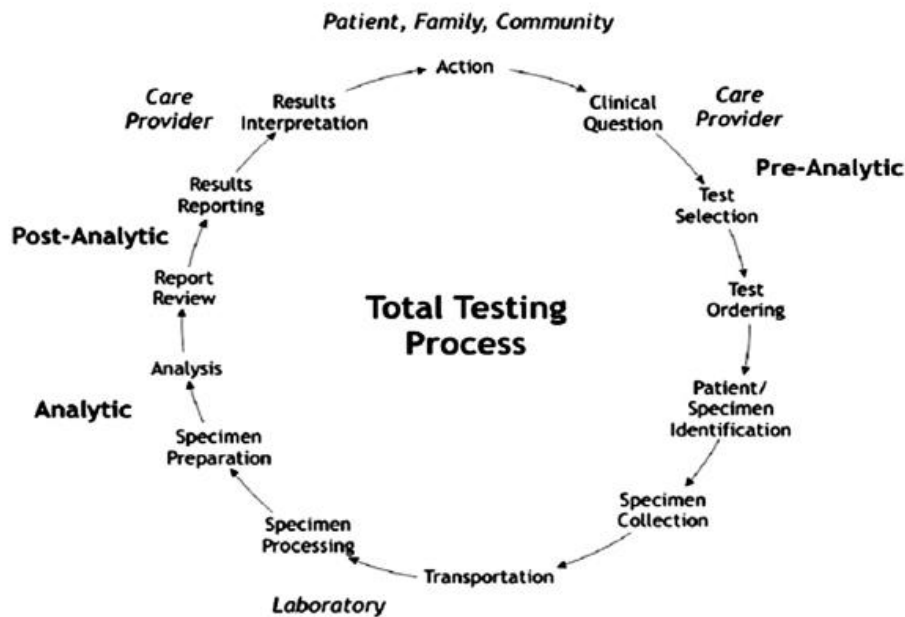 Patient, Family, Community
Action
Care
Provider
Results
Interpretation
Clinical
Question
Care
Provider
Pre-Analytic
Results
Reporting
Test
Selection
Post-Analytic
Report
Review
Total Testing
Process
Test
Ordering
Analysis
Analytic
Patient/
Specimen
Identification
Specimen
Preparation
Specimen
Collection
Specimen
Processing
Transportation
Laboratory